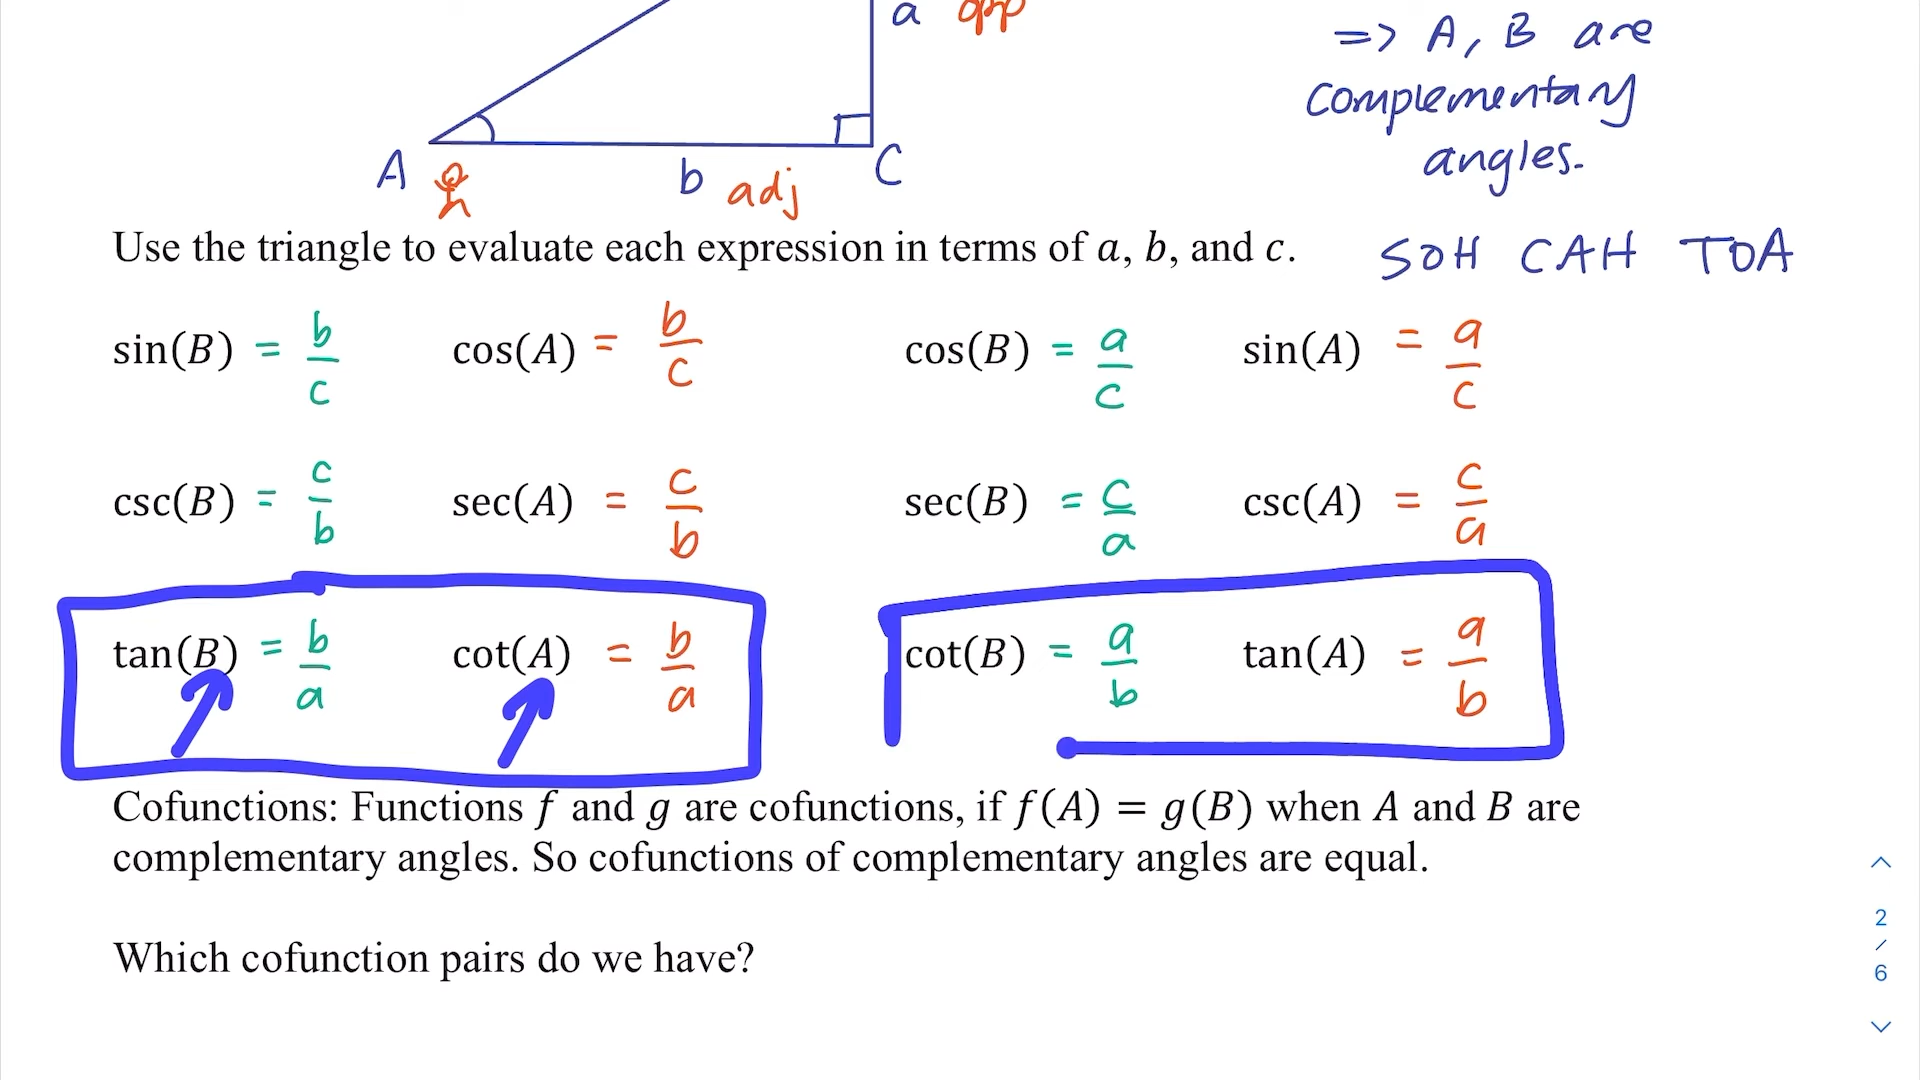 a opp
=> A, B are
complementary
angles.
A b adj C
Use the triangle to evaluate each expression in terms of a, b, and c. SOH CAH TOA
sin(B) = b/c cos(A) = b/c cos(B) = a/c sin(A) = a/c
csc(B) = c/b sec(A) = c/b sec(B) = c/a csc(A) = c/a
tan(B) = b/a cot(A) = b/a cot(B) = a/b tan(A) = a/b
Cofunctions: Functions f and g are cofunctions, if f(A) = g(B) when A and B are
complementary angles. So cofunctions of complementary angles are equal.
Which cofunction pairs do we have?
2
/
6